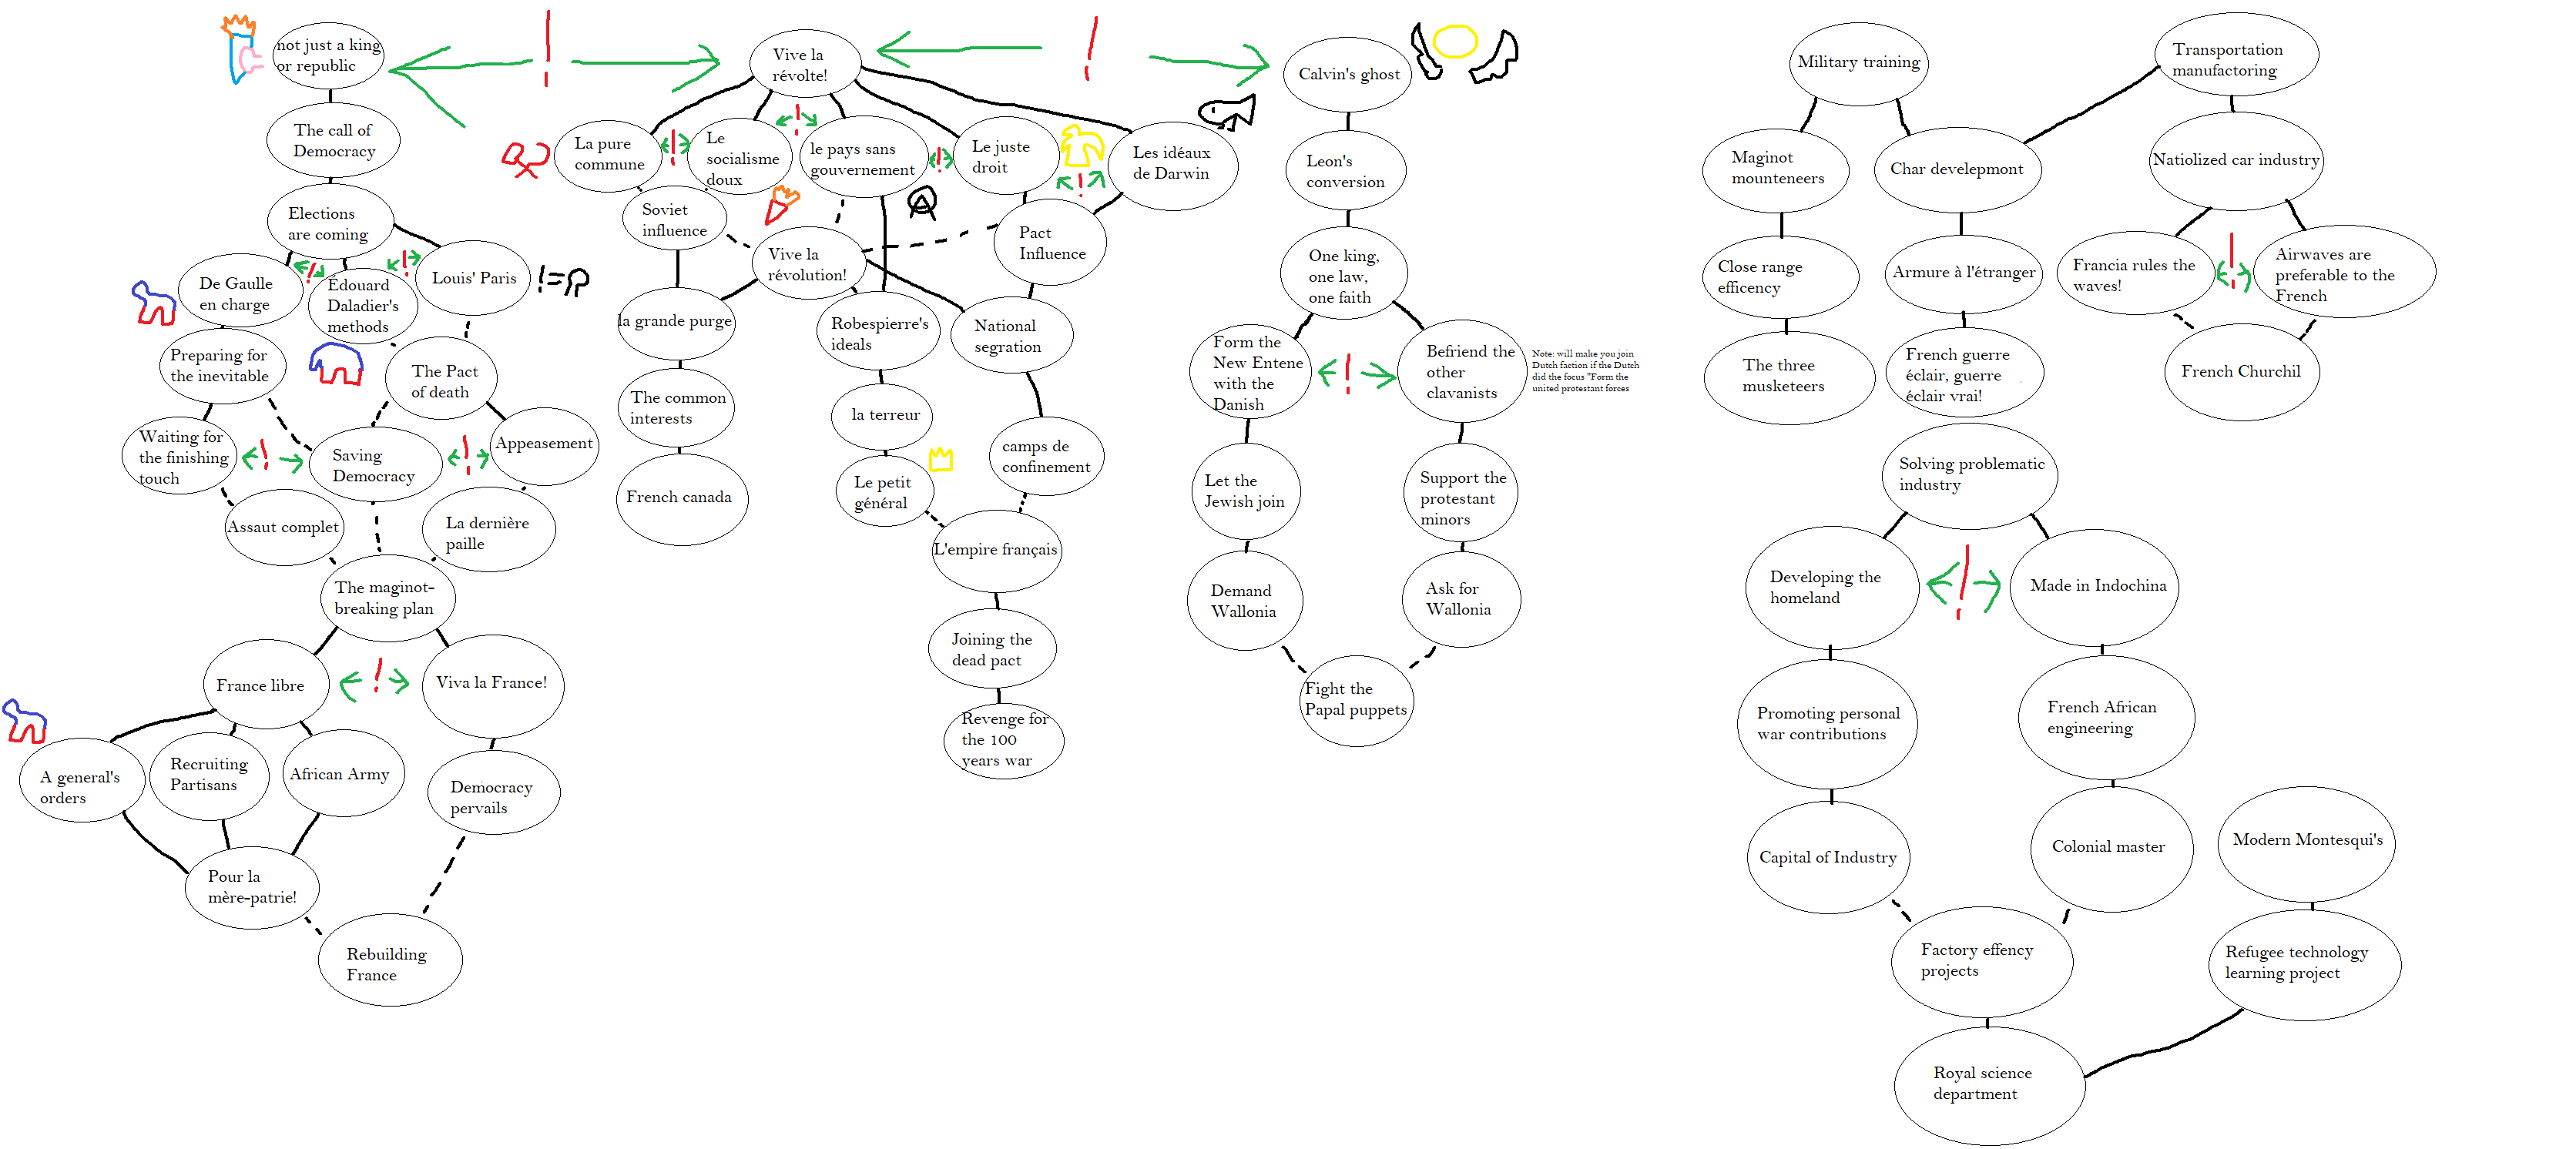 not just a king
or republic
The call of
Democracy
Elections
are coming
De Gaulle
en charge
Édouard
Daladier's
methods
Louis' Paris
Preparing for
the inevitable
The Pact
of death
Waiting for
the finishing
touch
Saving
Democracy
Appeasement
Assaut complet
La dernière
paille
The maginot-
breaking plan
France libre
Viva la France!
A general's
orders
Recruiting
Partisans
African Army
Democracy
pervails
Pour la
mère-patrie!
Rebuilding
France
Vive la
révolte!
La pure
commune
Le
socialisme
doux
le pays sans
gouvernement
Le juste
droit
Les idéaux
de Darwin
Soviet
influence
Vive la
révolution!
Pact
Influence
la grande purge
Robespierre's
ideals
National
segration
The common
interests
la terreur
camps de
confinement
French canada
Le petit
général
L'empire français
Joining the
dead pact
Revenge for
the 100
years war
Calvin's ghost
Leon's
conversion
One king,
one law,
one faith
Form the
New Entene
with the
Danish
Befriend the
other
clavanists
Note: will make you join
Dutch faction if the Dutch
did the focus "Form the
united protestant forces
Let the
Jewish join
Support the
protestant
minors
Demand
Wallonia
Ask for
Wallonia
Fight the
Papal puppets
Military training
Transportation
manufactoring
Maginot
mounteneers
Char develepmont
Natiolized car industry
Close range
efficency
Armure à l'étranger
Francia rules the
waves!
Airwaves are
preferable to the
French
The three
musketeers
French guerre
éclair, guerre
éclair vrai!
French Churchil
Solving problematic
industry
Developing the
homeland
Made in Indochina
Promoting personal
war contributions
French African
engineering
Capital of Industry
Colonial master
Modern Montesqui's
Factory effency
projects
Refugee technology
learning project
Royal science
department